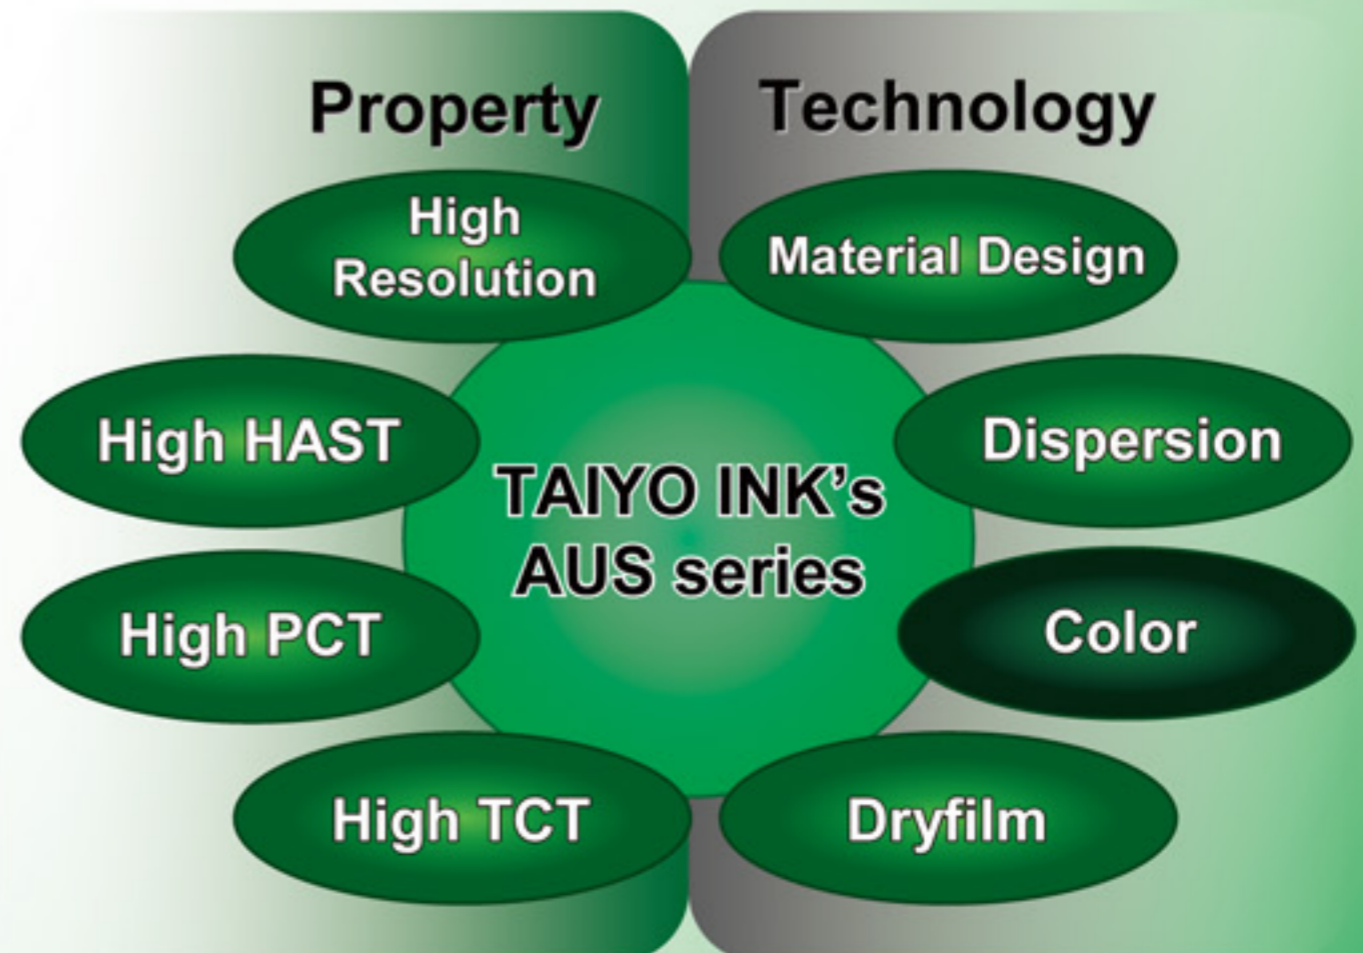 Property
Technology
High
Resolution
Material Design
High HAST
Dispersion
TAIYO INK’s
AUS series
High PCT
Color
High TCT
Dryfilm